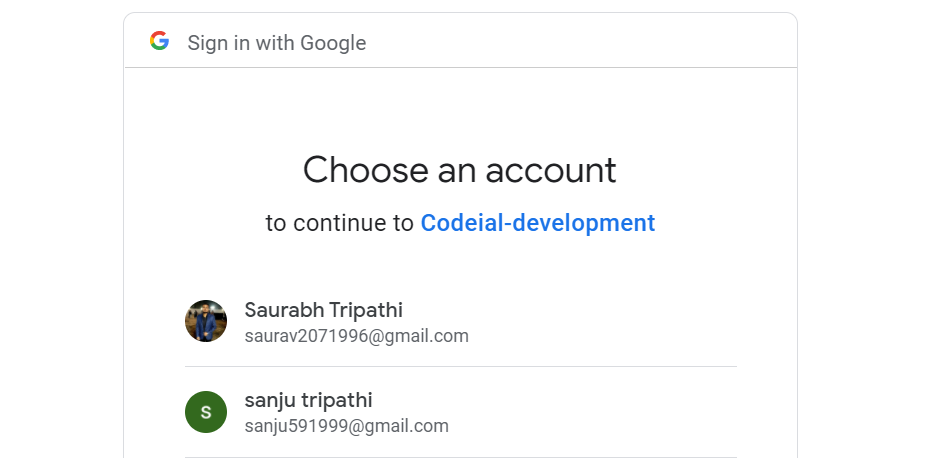 Sign in with Google
Choose an account
to continue to Codeial-development
Saurabh Tripathi
saurav2071996@gmail.com
S
sanju tripathi
sanju591999@gmail.com